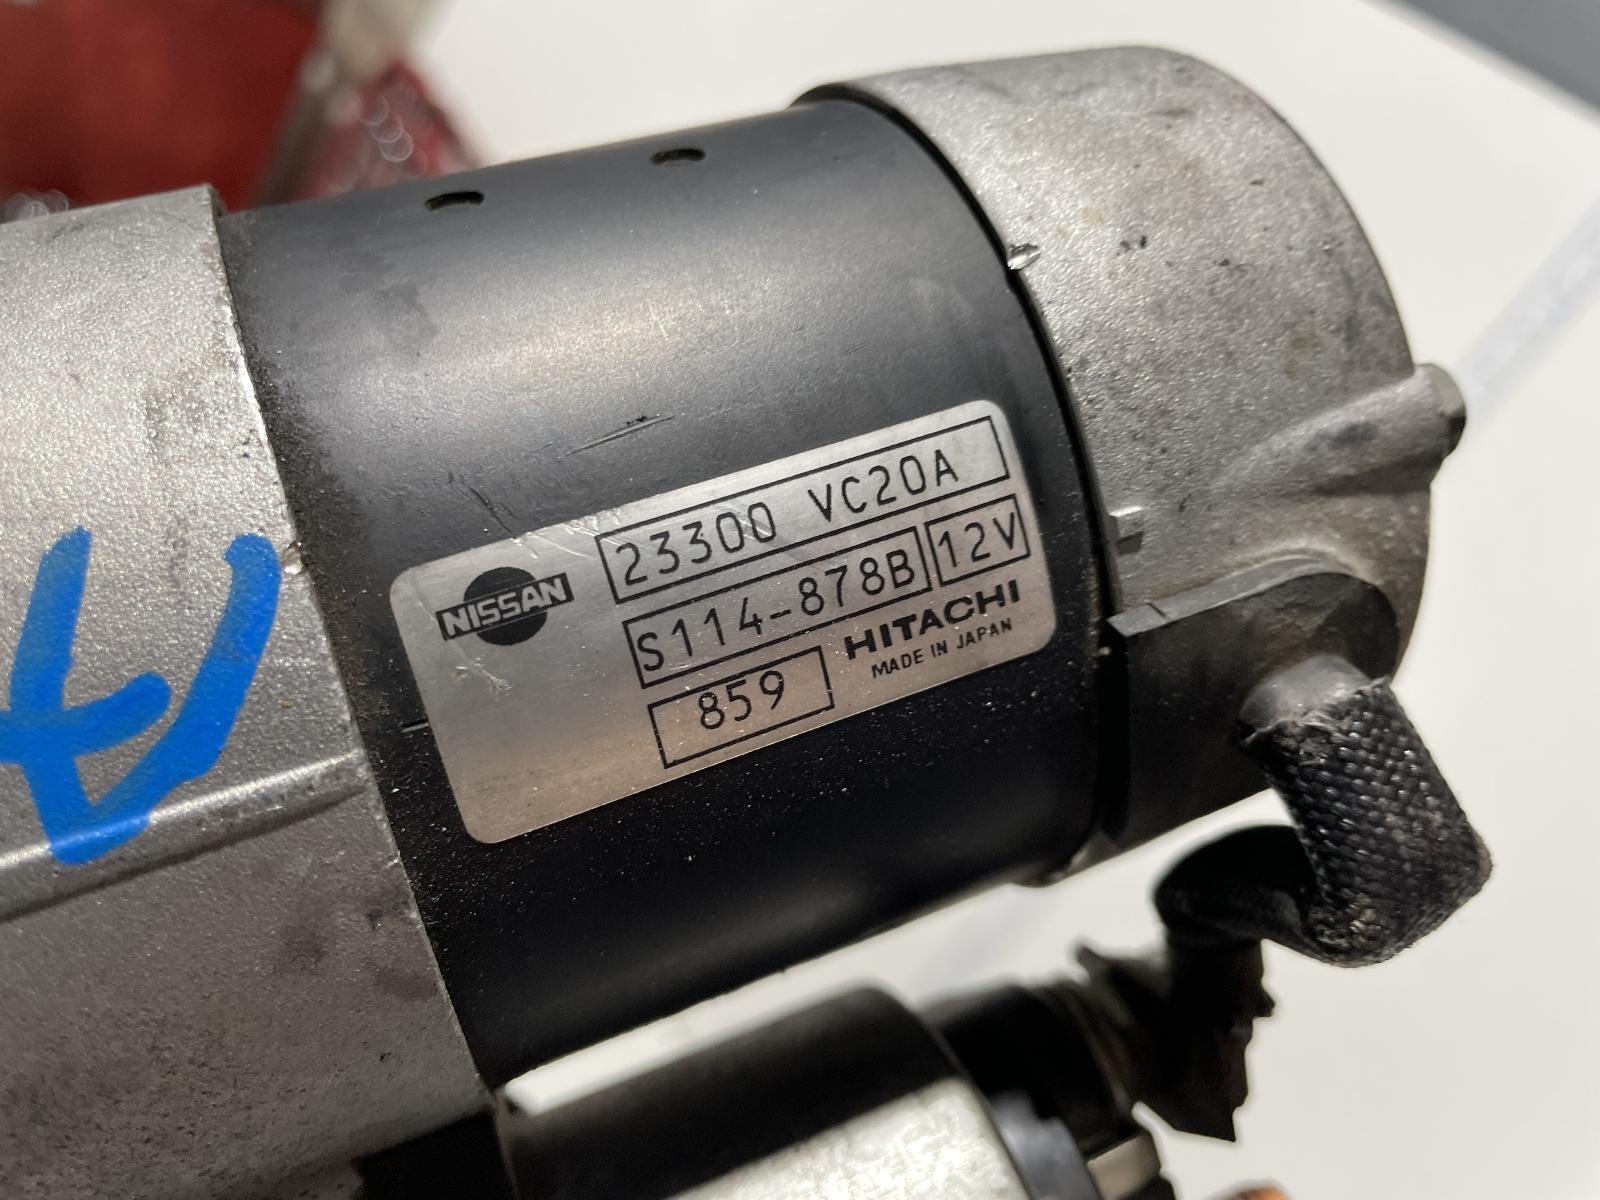 NISSAN
23300 VC20A
S114-878B 12V
859
HITACHI
MADE IN JAPAN